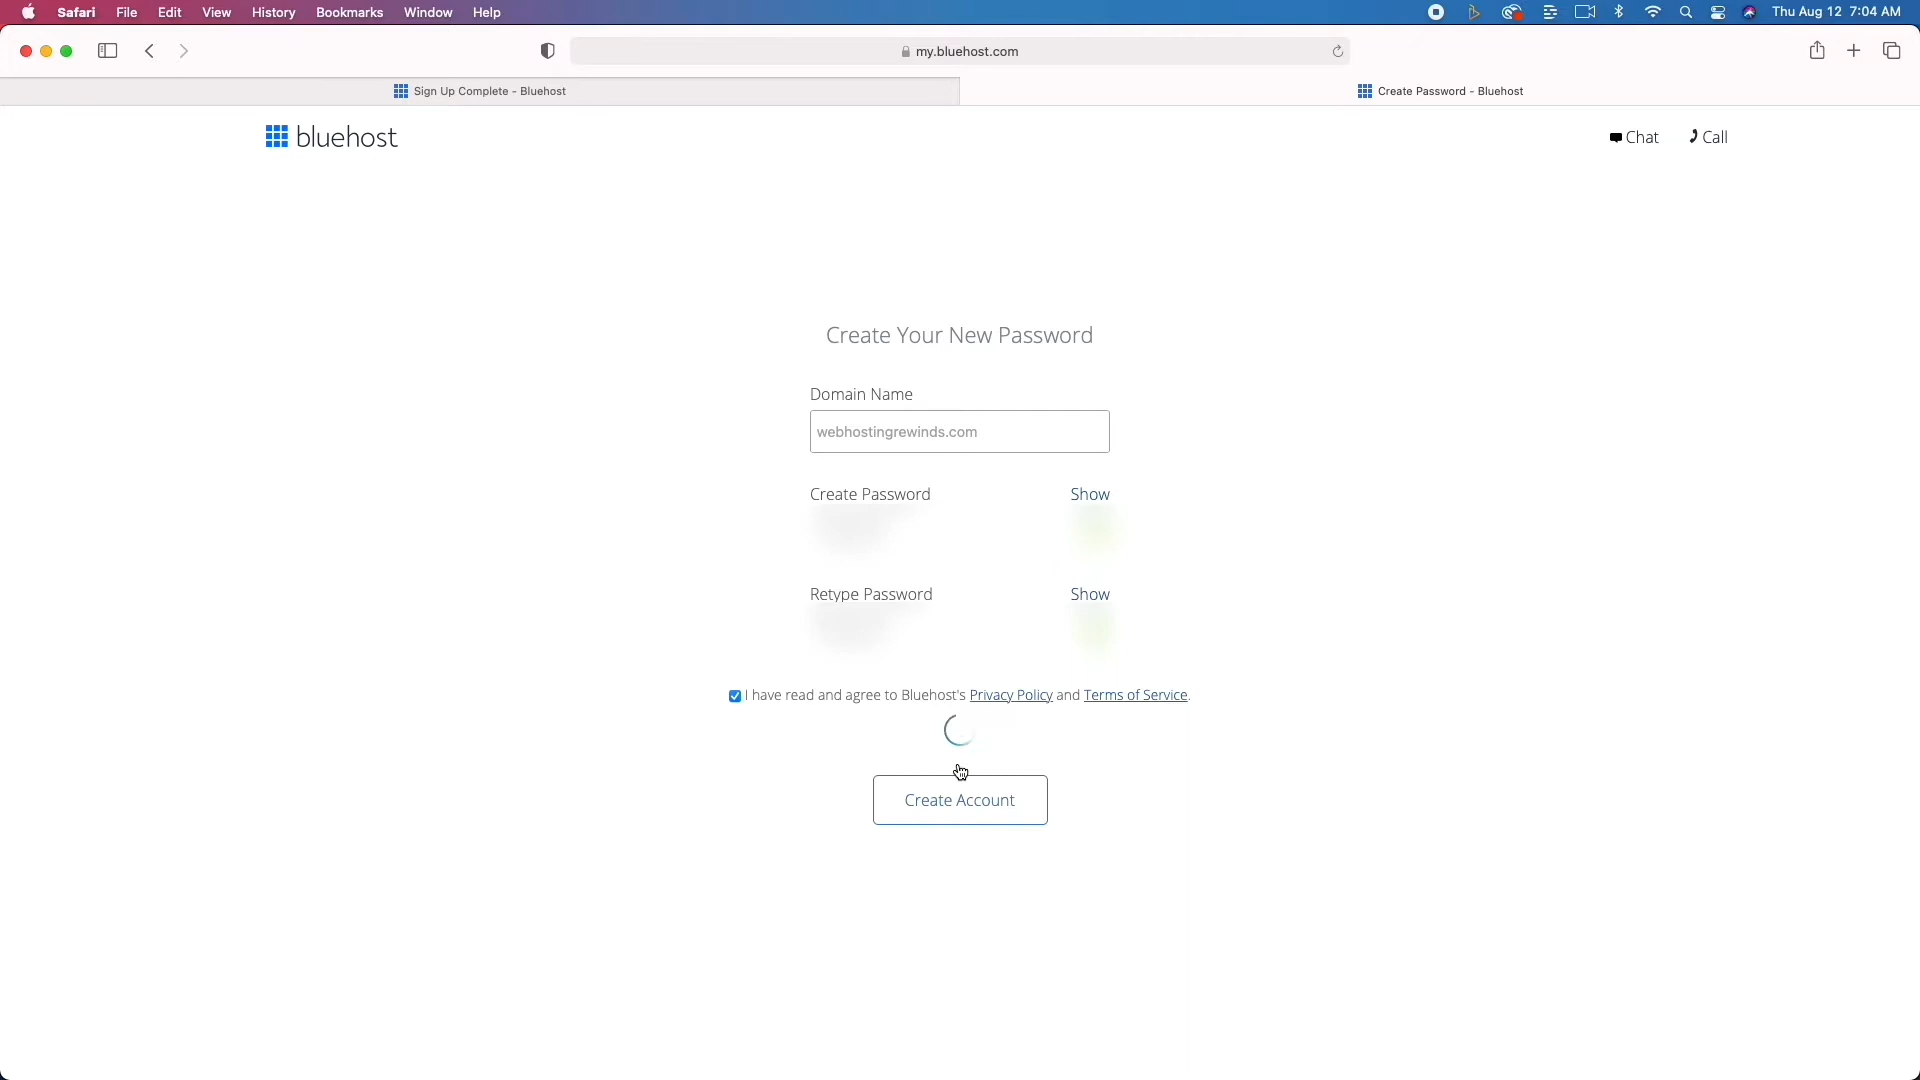 Safari File Edit View History Bookmarks Window Help Thu Aug 12 7:04 AM
my.bluehost.com
Sign Up Complete - Bluehost Create Password - Bluehost
bluehost Chat Call
Create Your New Password
Domain Name
webhostingrewinds.com
Create Password Show
Retype Password Show
I have read and agree to Bluehost's Privacy Policy and Terms of Service.
Create Account